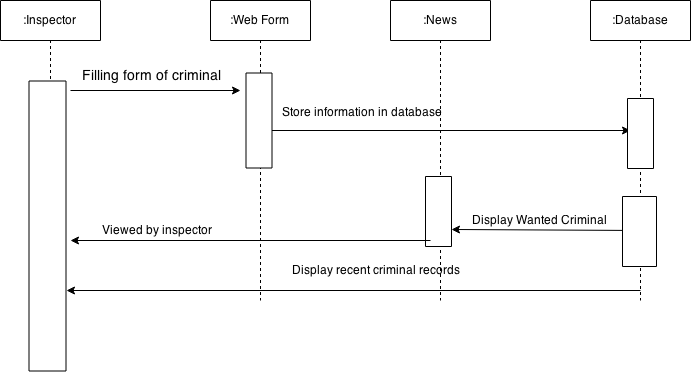 :Inspector
:Web Form
:News
:Database
Filling form of criminal
Store information in database
Display Wanted Criminal
Viewed by inspector
Display recent criminal records